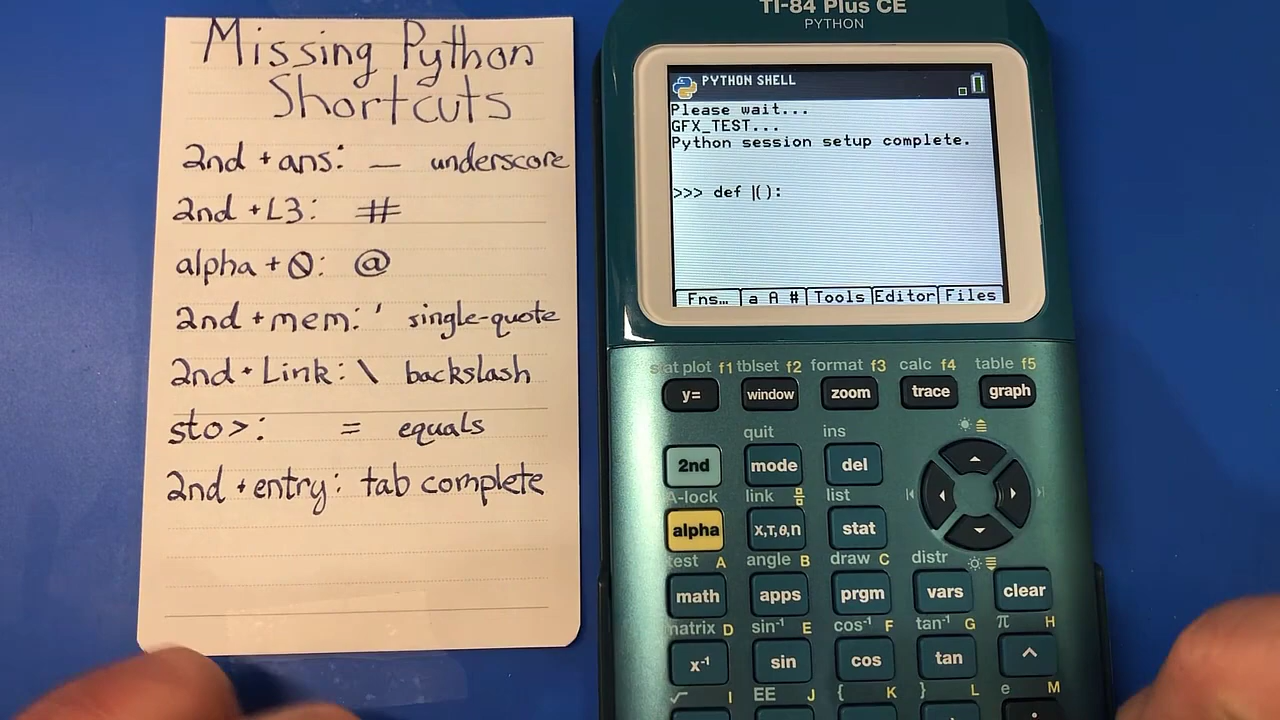 Missing Python
Shortcuts
2nd + ans: _ underscore
2nd + L3: #
alpha + 0: @
2nd + mem: ' single-quote
2nd + Link: \ backslash
sto>: = equals
2nd + entry: tab complete
TI-84 Plus CE
PYTHON
PYTHON SHELL
Please wait...
GFX_TEST...
Python session setup complete.
>>> def |():
Fns… a A # Tools Editor Files
stat plot f1 tblset f2 format f3 calc f4 table f5
y= window zoom trace graph
quit ins
2nd mode del
A-lock link list
alpha X,T,θ,n stat
test A angle B draw C distr
math apps prgm vars clear
matrix D sin⁻¹ E cos⁻¹ F tan⁻¹ G π H
x⁻¹ sin cos tan ^
√ I EE J { K } L e M